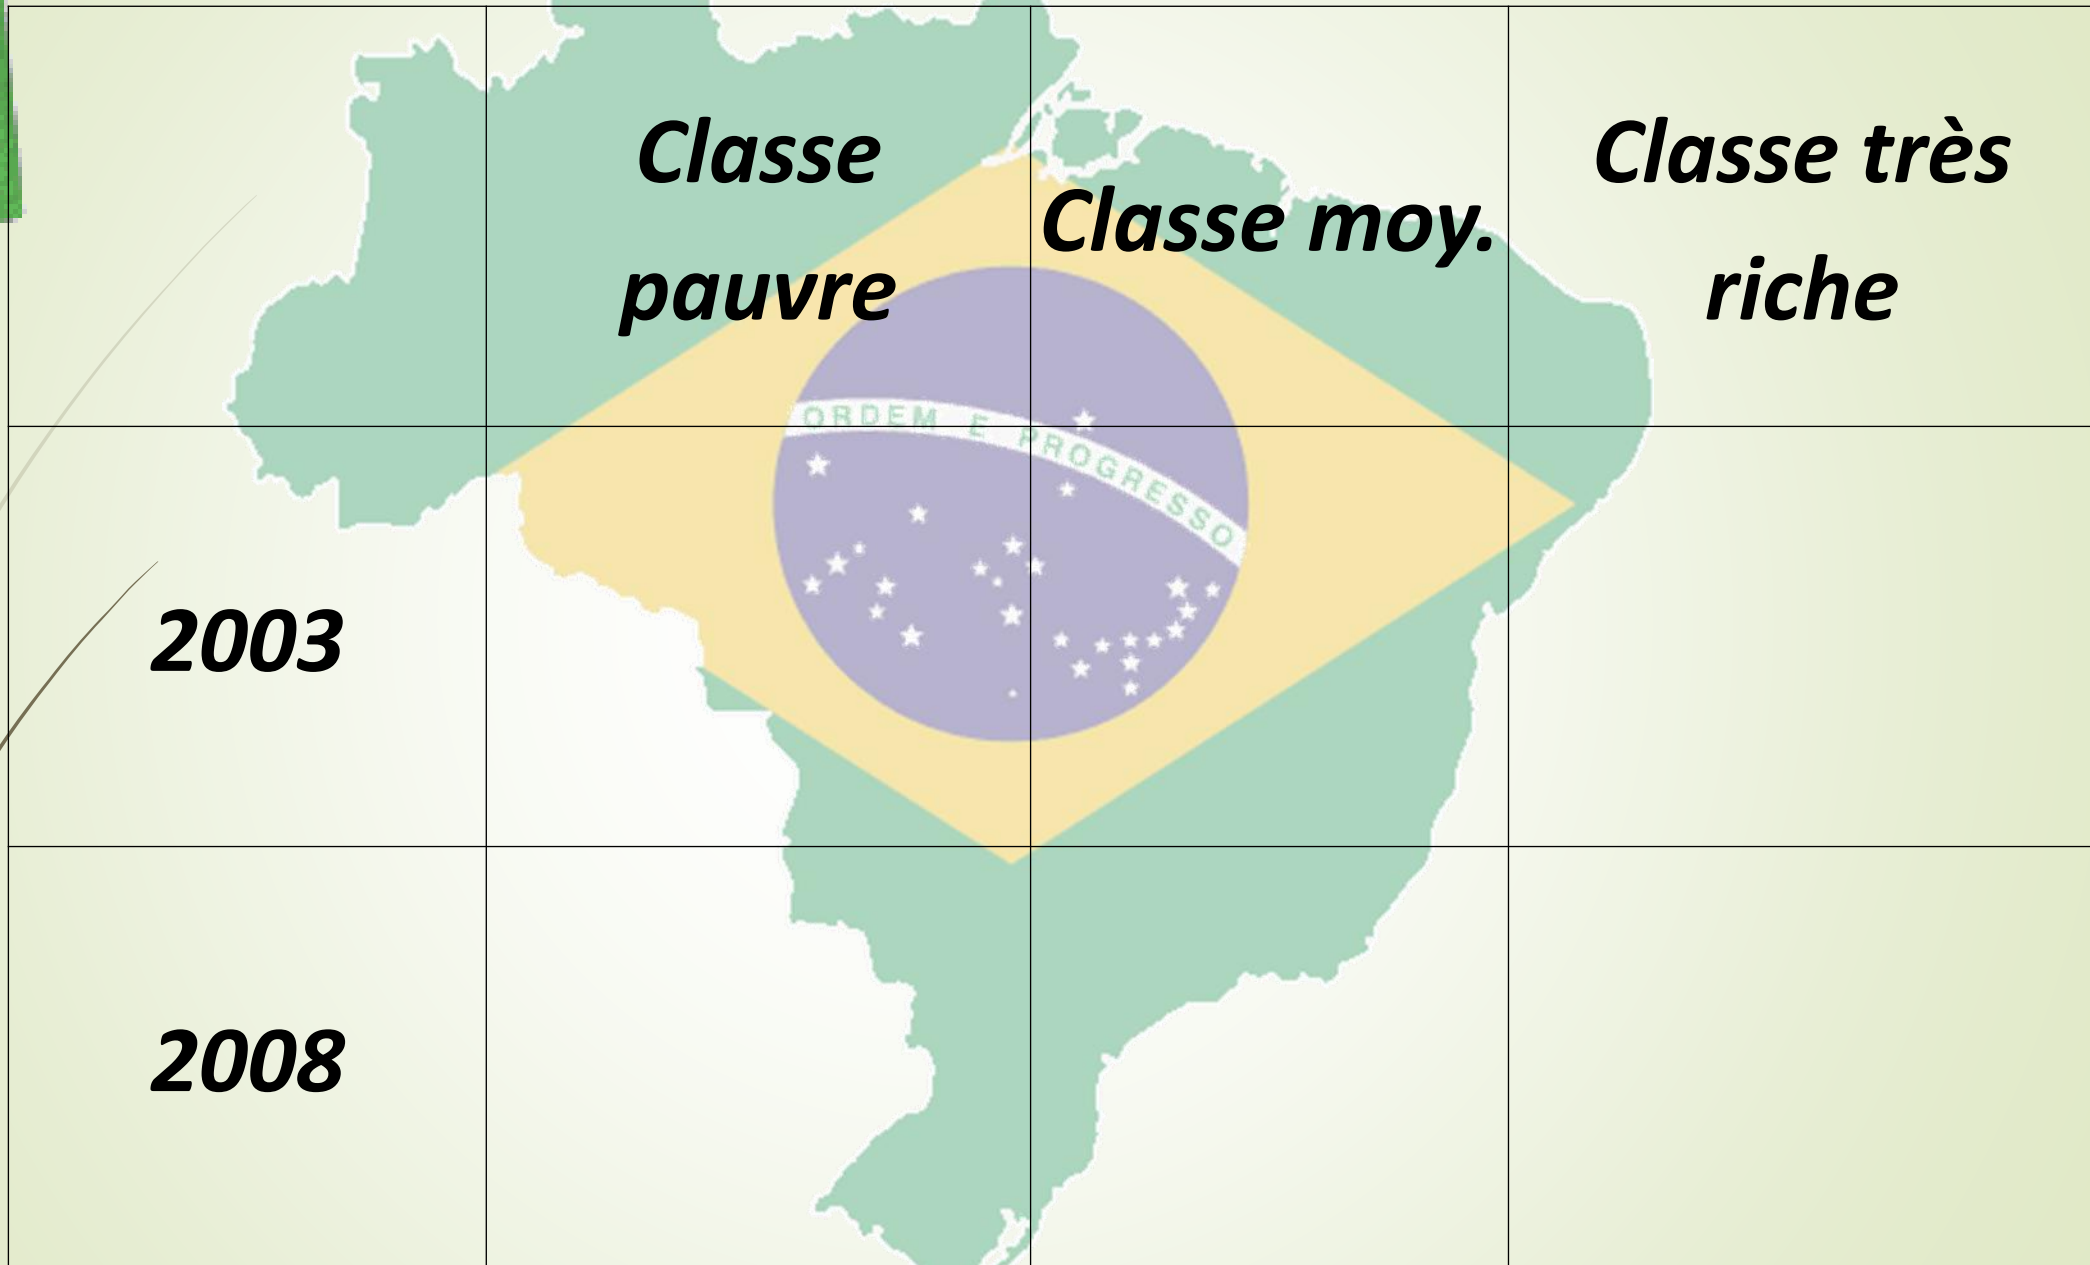 Classe
pauvre
Classe moy.
Classe très
riche
ORDEM E PROGRESSO
2003
2008